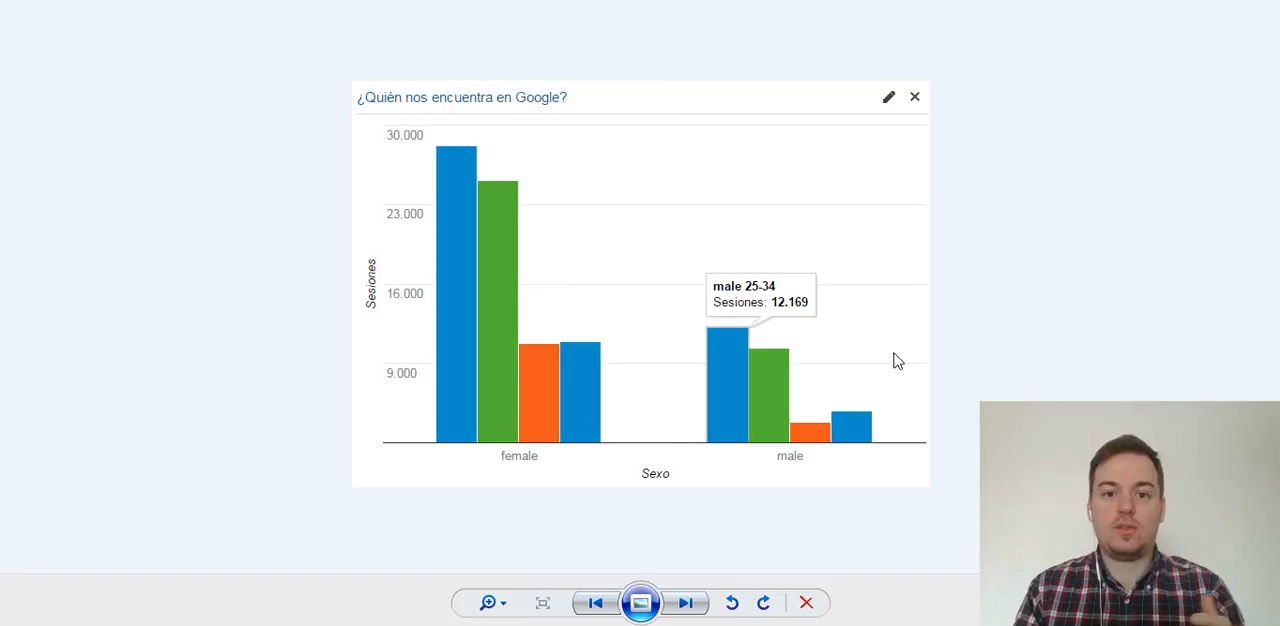 ¿Quién nos encuentra en Google?
30.000
23.000
16.000
9.000
Sesiones
male 25-34
Sesiones: 12.169
female
male
Sexo